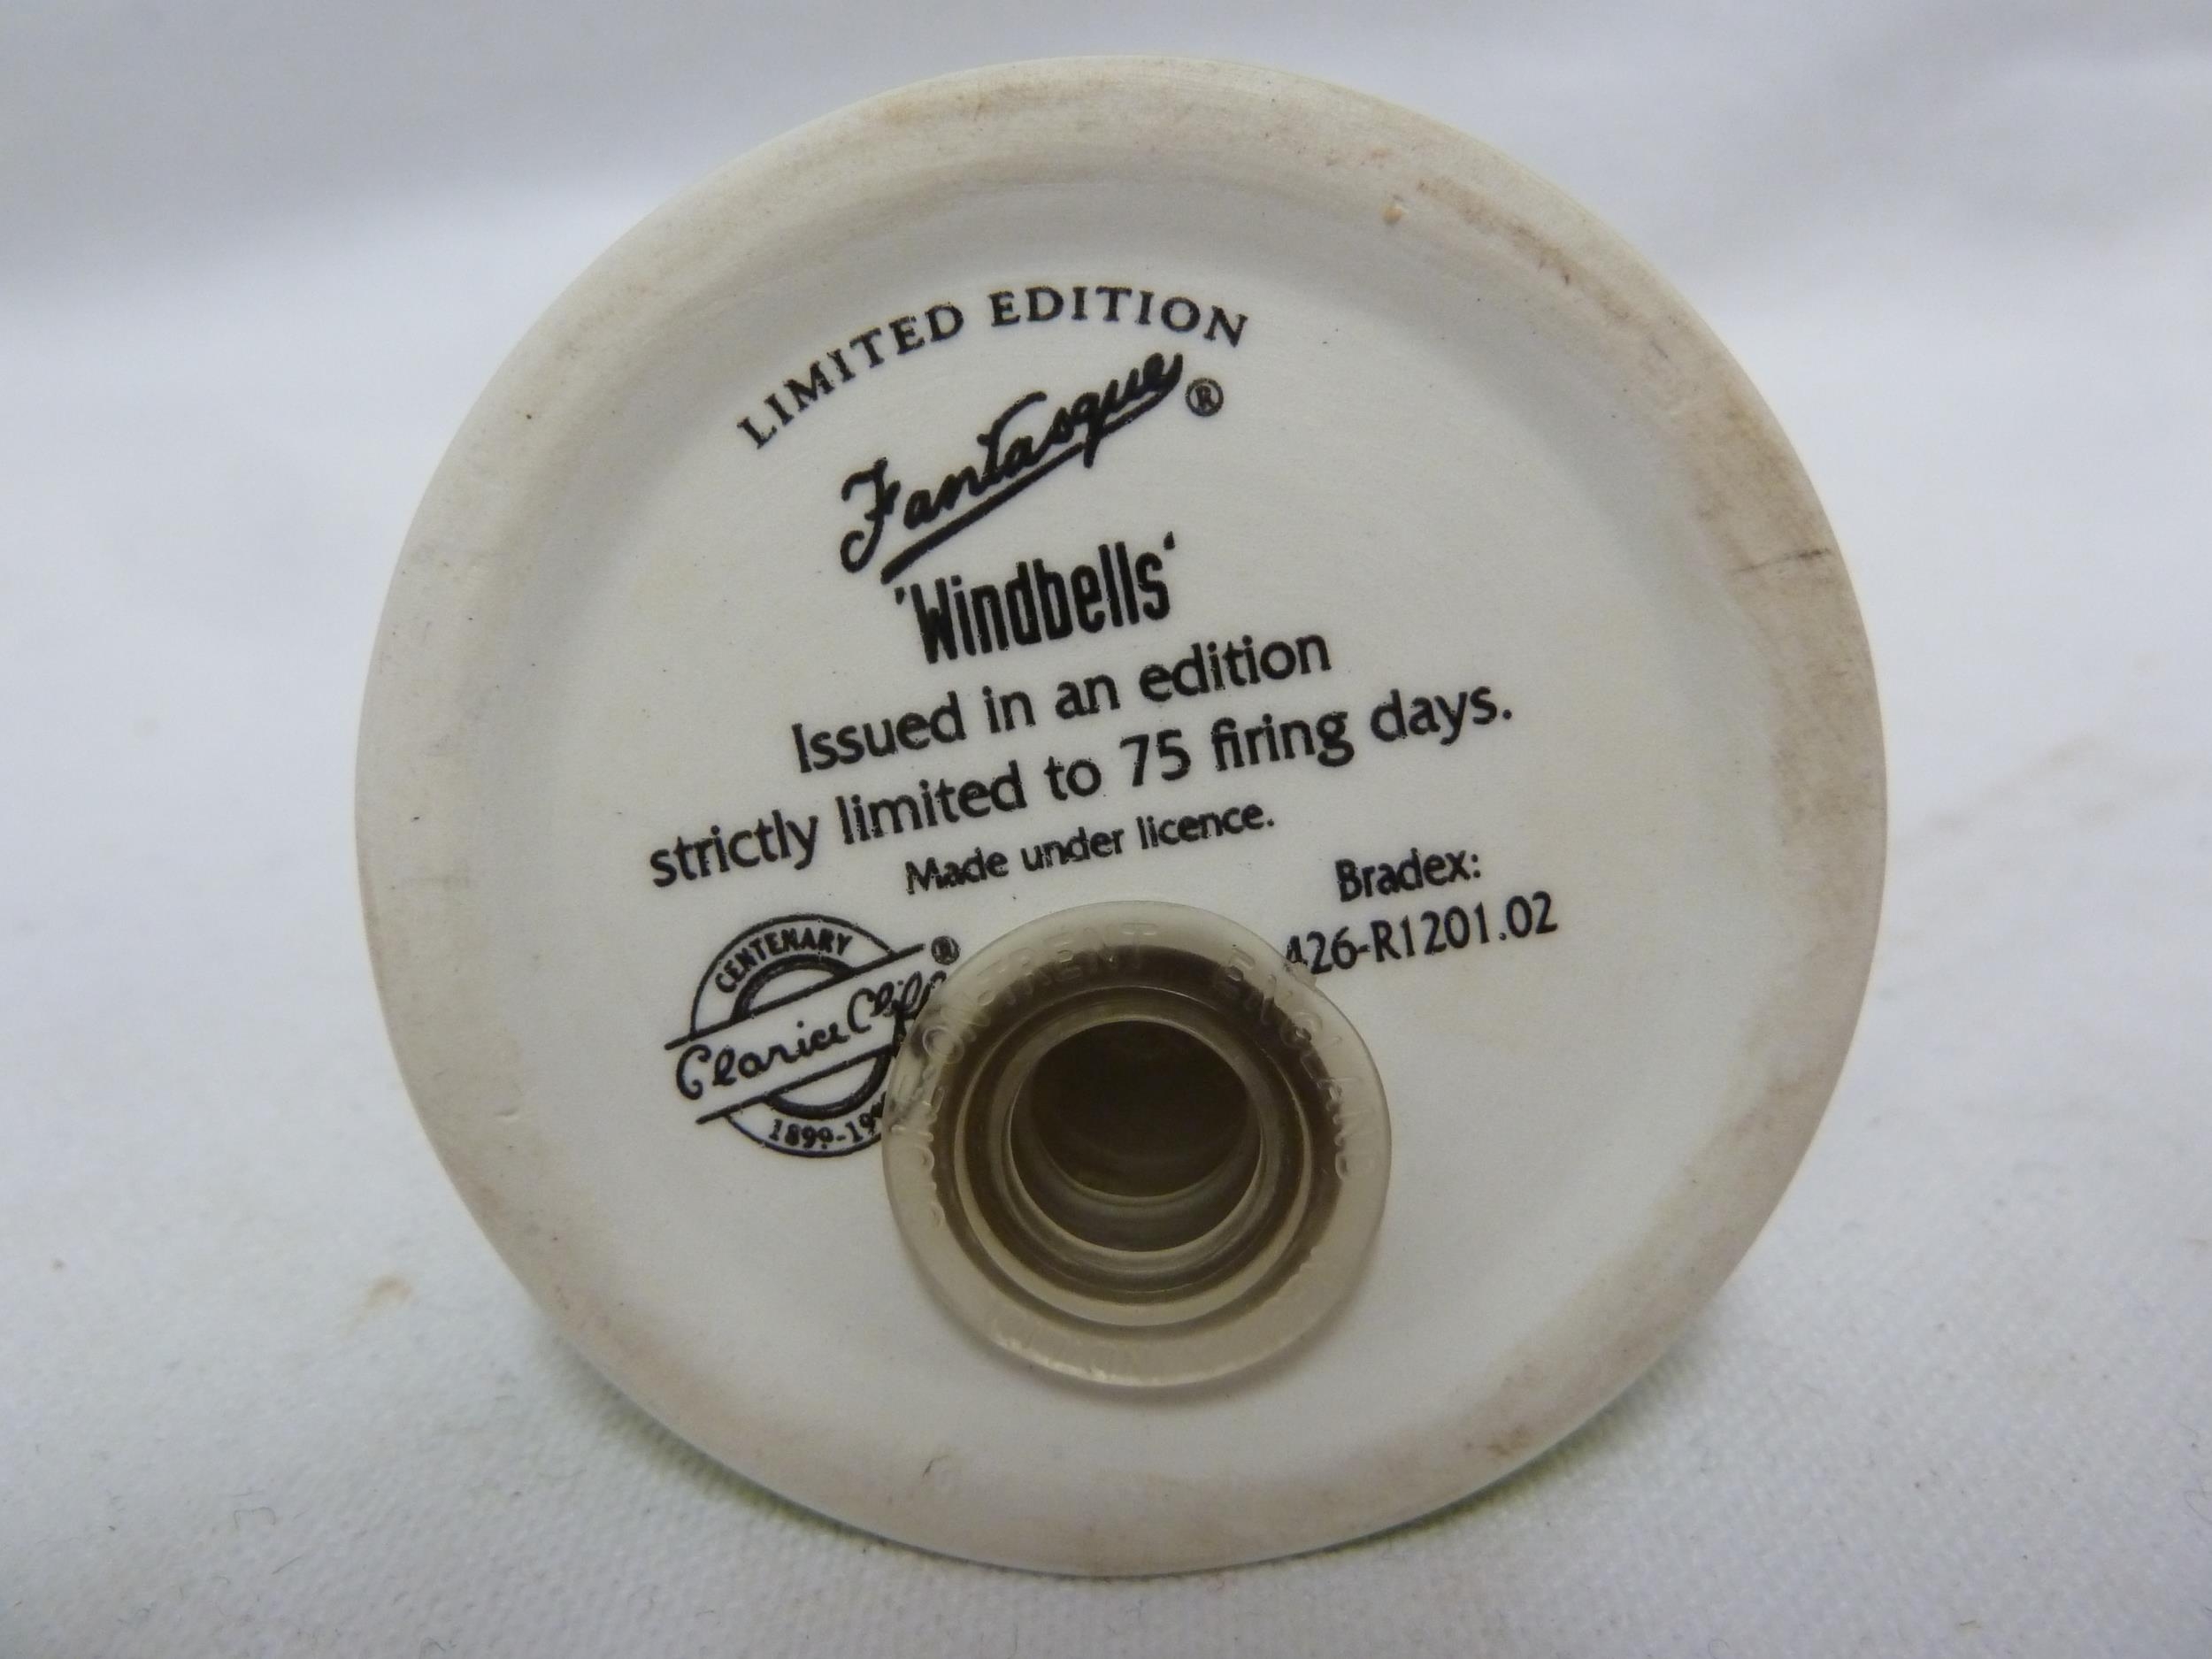 LIMITED EDITION
Fantasque ®
'Windbells'
Issued in an edition
strictly limited to 75 firing days.
Made under licence.
Bradex:
426-R1201.02
CENTENARY
Clarice ®
ENGLAND